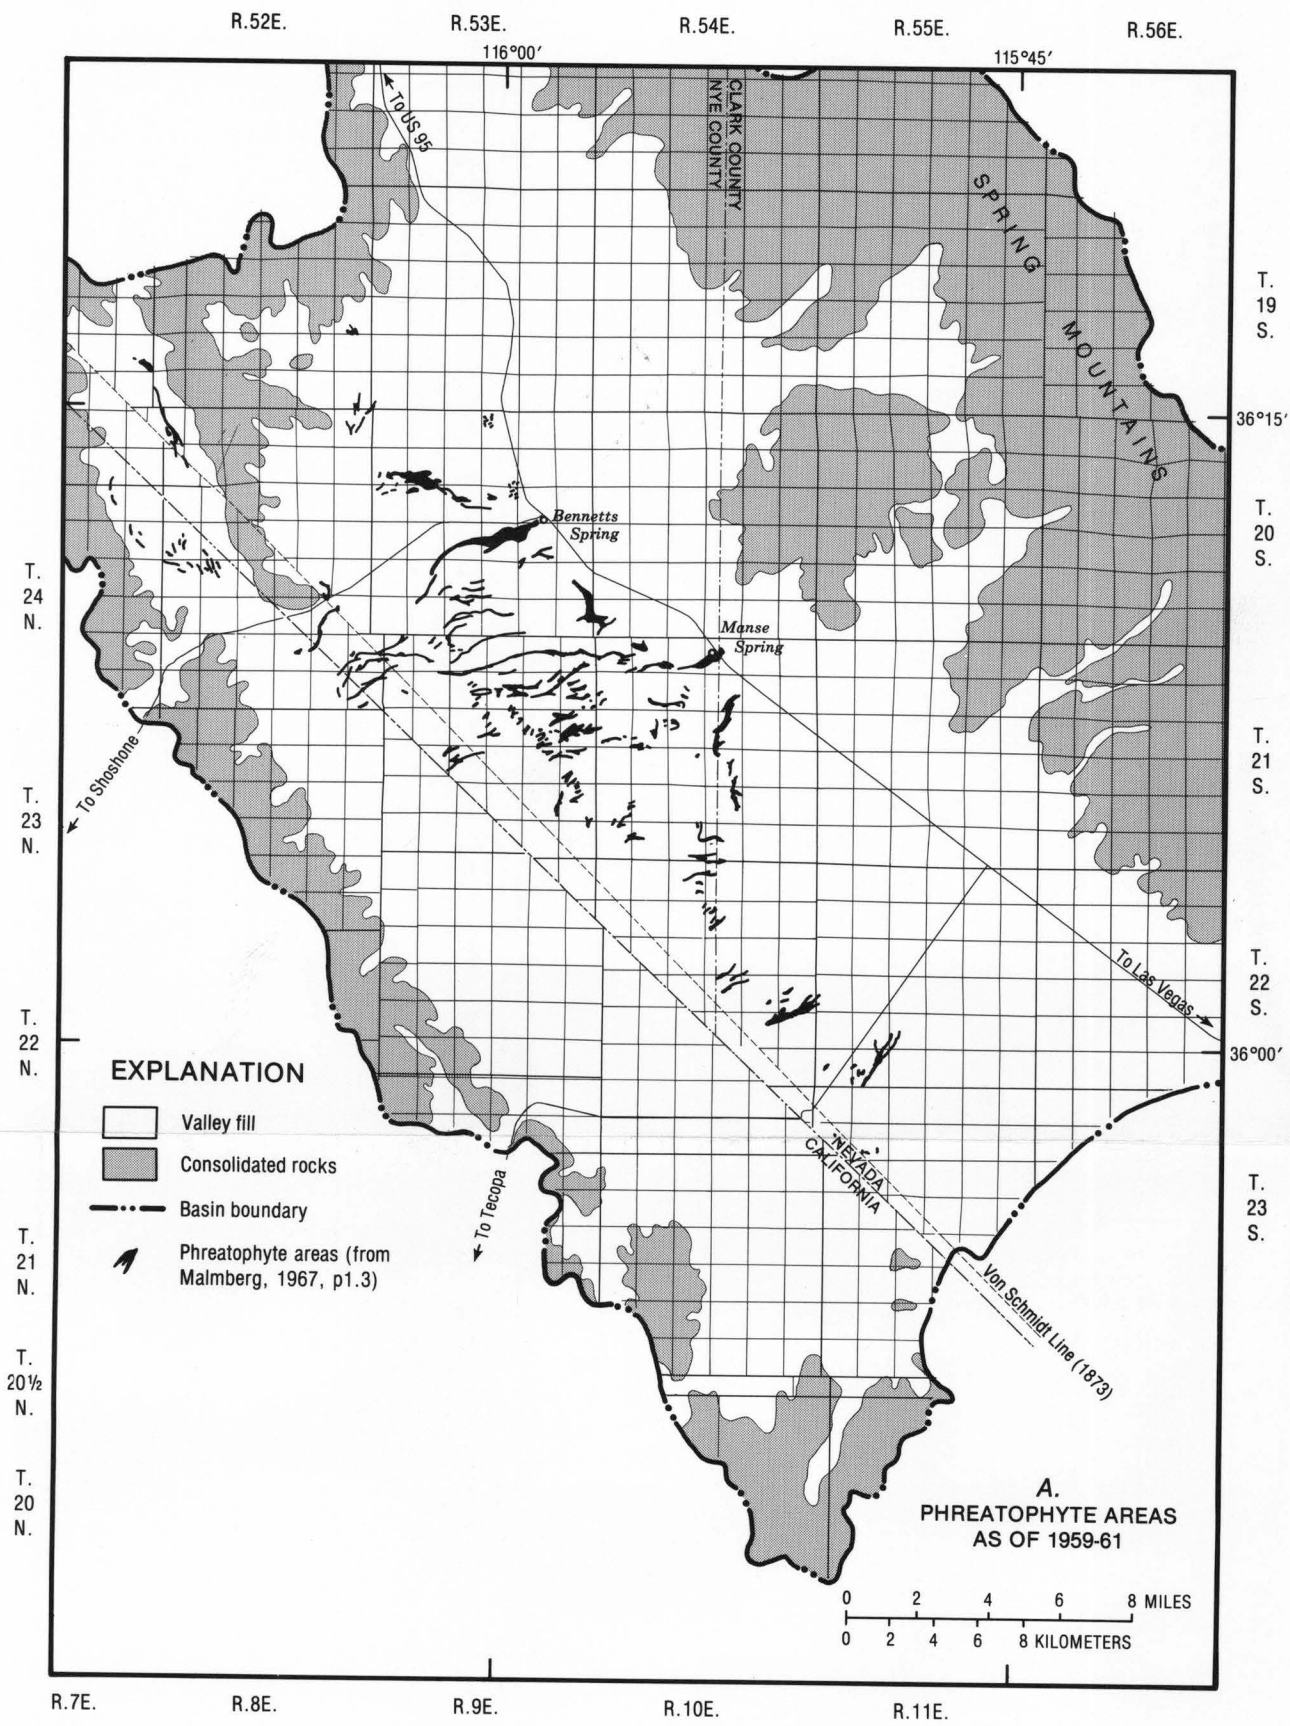 R.52E. R.53E. R.54E. R.55E. R.56E.
116°00′ 115°45′
To US 95
CLARK COUNTY
NYE COUNTY
SPRING MOUNTAINS
T.
19
S.
36°15′
Bennetts
Spring
T.
20
S.
T.
24
N.
Manse
Spring
To Shoshone
T.
21
S.
T.
23
N.
To Las Vegas
T.
22
S.
T.
22
N.
36°00′
EXPLANATION
Valley fill
Consolidated rocks
Basin boundary
Phreatophyte areas (from
Malmberg, 1967, p1.3)
To Tecopa
NEVADA
CALIFORNIA
T.
23
S.
T.
21
N.
Von Schmidt Line (1873)
T.
20½
N.
T.
20
N.
A.
PHREATOPHYTE AREAS
AS OF 1959-61
0 2 4 6 8 MILES
0 2 4 6 8 KILOMETERS
R.7E. R.8E. R.9E. R.10E. R.11E.